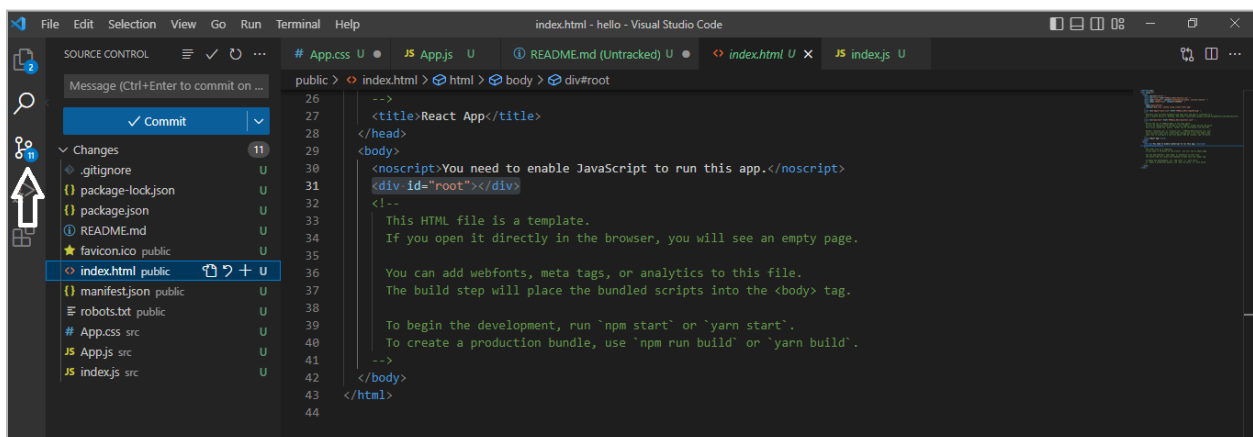 File Edit Selection View Go Run Terminal Help
index.html - hello - Visual Studio Code
2
11
SOURCE CONTROL
Message (Ctrl+Enter to commit on ...
Commit
Changes 11
.gitignore U
{} package-lock.json U
{} package.json U
README.md U
favicon.ico public U
<> index.html public U
{} manifest.json public U
robots.txt public U
# App.css src U
JS App.js src U
JS index.js src U
# App.css U
JS App.js U
README.md (Untracked) U
<> index.html U
JS index.js U
public > <> index.html > html > body > div#root
26 -->
27 <title>React App</title>
28 </head>
29 <body>
30 <noscript>You need to enable JavaScript to run this app.</noscript>
31 <div id="root"></div>
32 <!--
33 This HTML file is a template.
34 If you open it directly in the browser, you will see an empty page.
35
36 You can add webfonts, meta tags, or analytics to this file.
37 The build step will place the bundled scripts into the <body> tag.
38
39 To begin the development, run `npm start` or `yarn start`.
40 To create a production bundle, use `npm run build` or `yarn build`.
41 -->
42 </body>
43 </html>
44